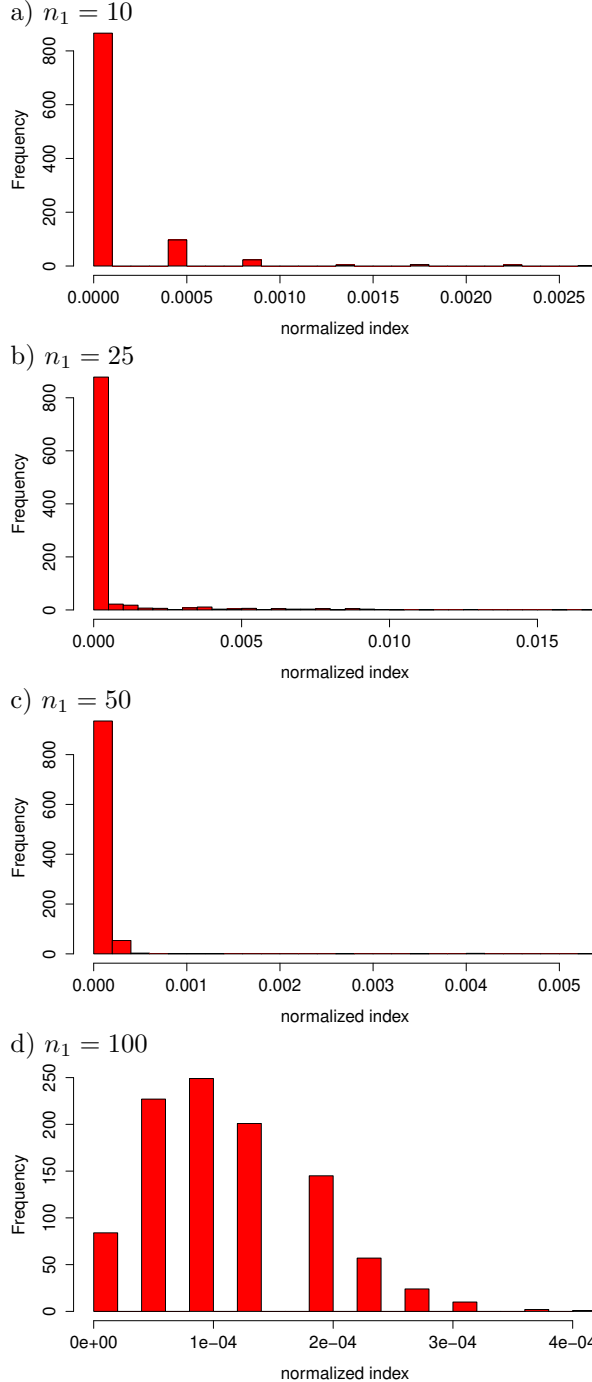 a) n₁ = 10
Frequency
800
600
400
200
0
0.0000 0.0005 0.0010 0.0015 0.0020 0.0025
normalized index
b) n₁ = 25
Frequency
800
600
400
200
0
0.000 0.005 0.010 0.015
normalized index
c) n₁ = 50
Frequency
800
600
400
200
0
0.000 0.001 0.002 0.003 0.004 0.005
normalized index
d) n₁ = 100
Frequency
250
200
150
100
50
0
0e+00 1e-04 2e-04 3e-04 4e-04
normalized index